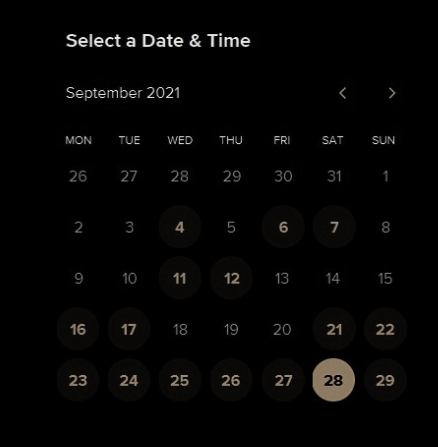 Select a Date & Time
September 2021
MON TUE WED THU FRI SAT SUN
26 27 28 29 30 31 1
2 3 4 5 6 7 8
9 10 11 12 13 14 15
16 17 18 19 20 21 22
23 24 25 26 27 28 29